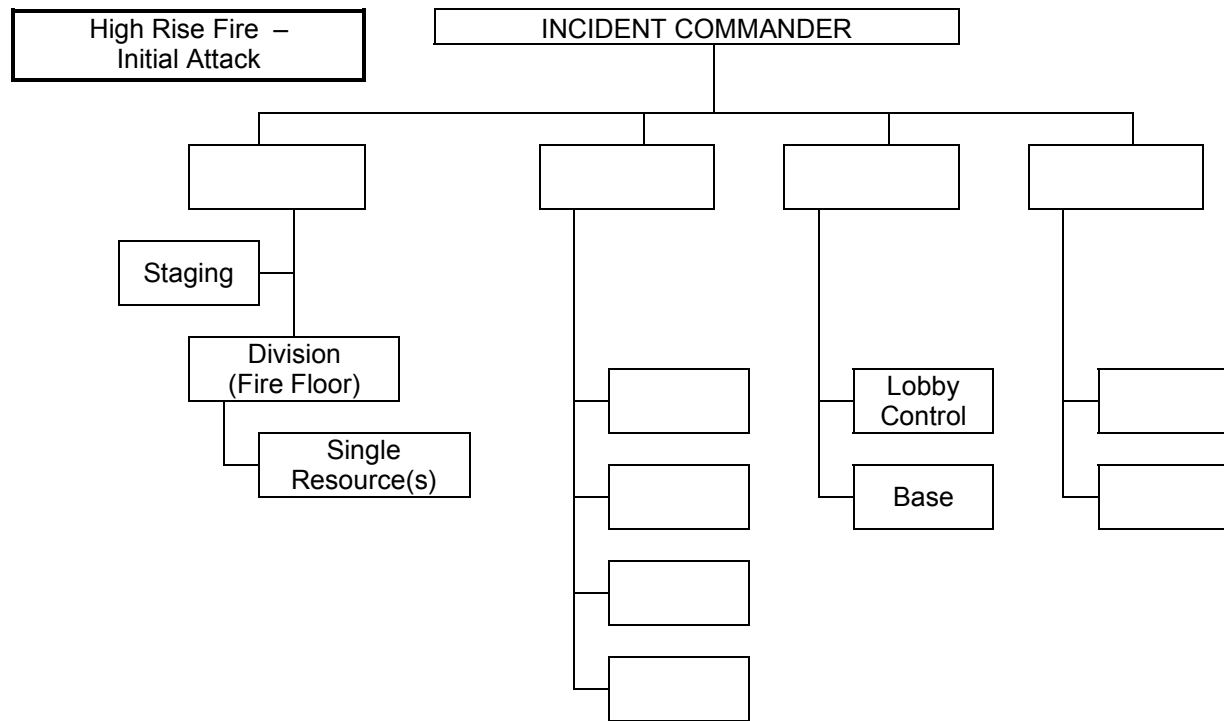 High Rise Fire –
Initial Attack
INCIDENT COMMANDER
Staging
Division
(Fire Floor)
Single
Resource(s)
Lobby
Control
Base